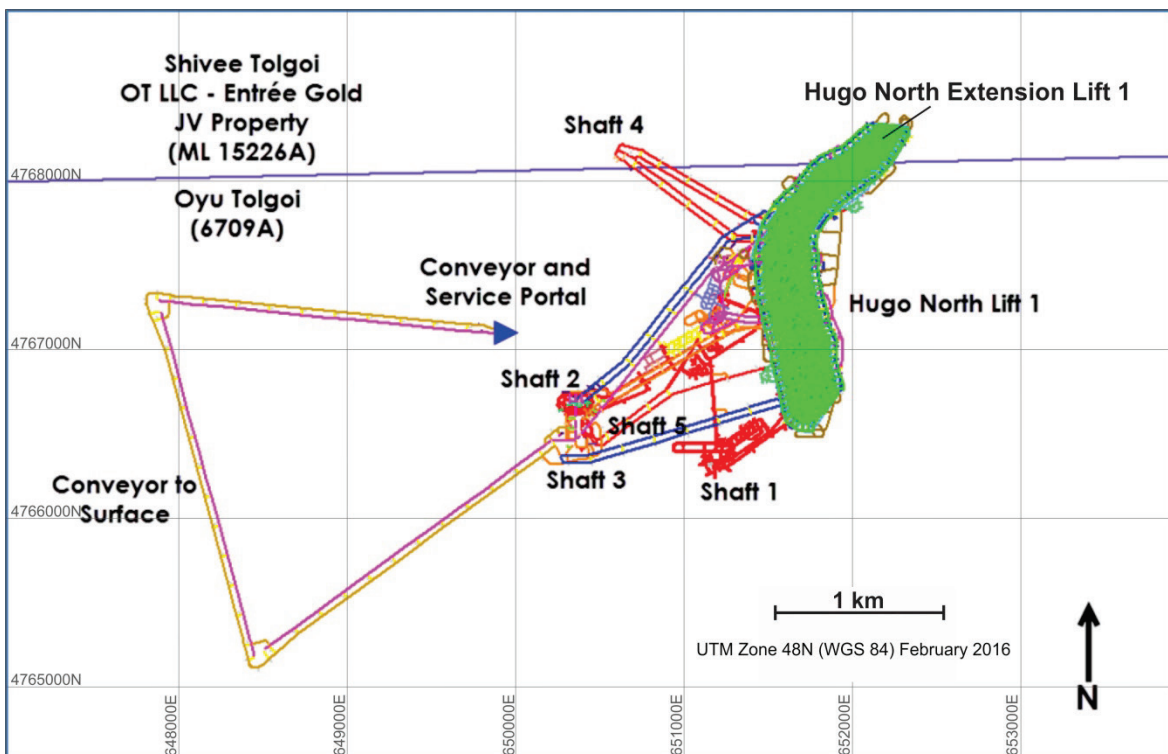 Shivee Tolgoi
OT LLC - Entrée Gold
JV Property
(ML 15226A)
Hugo North Extension Lift 1
Shaft 4
4768000N
Oyu Tolgoi
(6709A)
Conveyor and
Service Portal
Hugo North Lift 1
4767000N
Shaft 2
Shaft 5
Shaft 3
Shaft 1
Conveyor to
Surface
4766000N
1 km
UTM Zone 48N (WGS 84) February 2016
N
4765000N
648000E
649000E
650000E
651000E
652000E
653000E